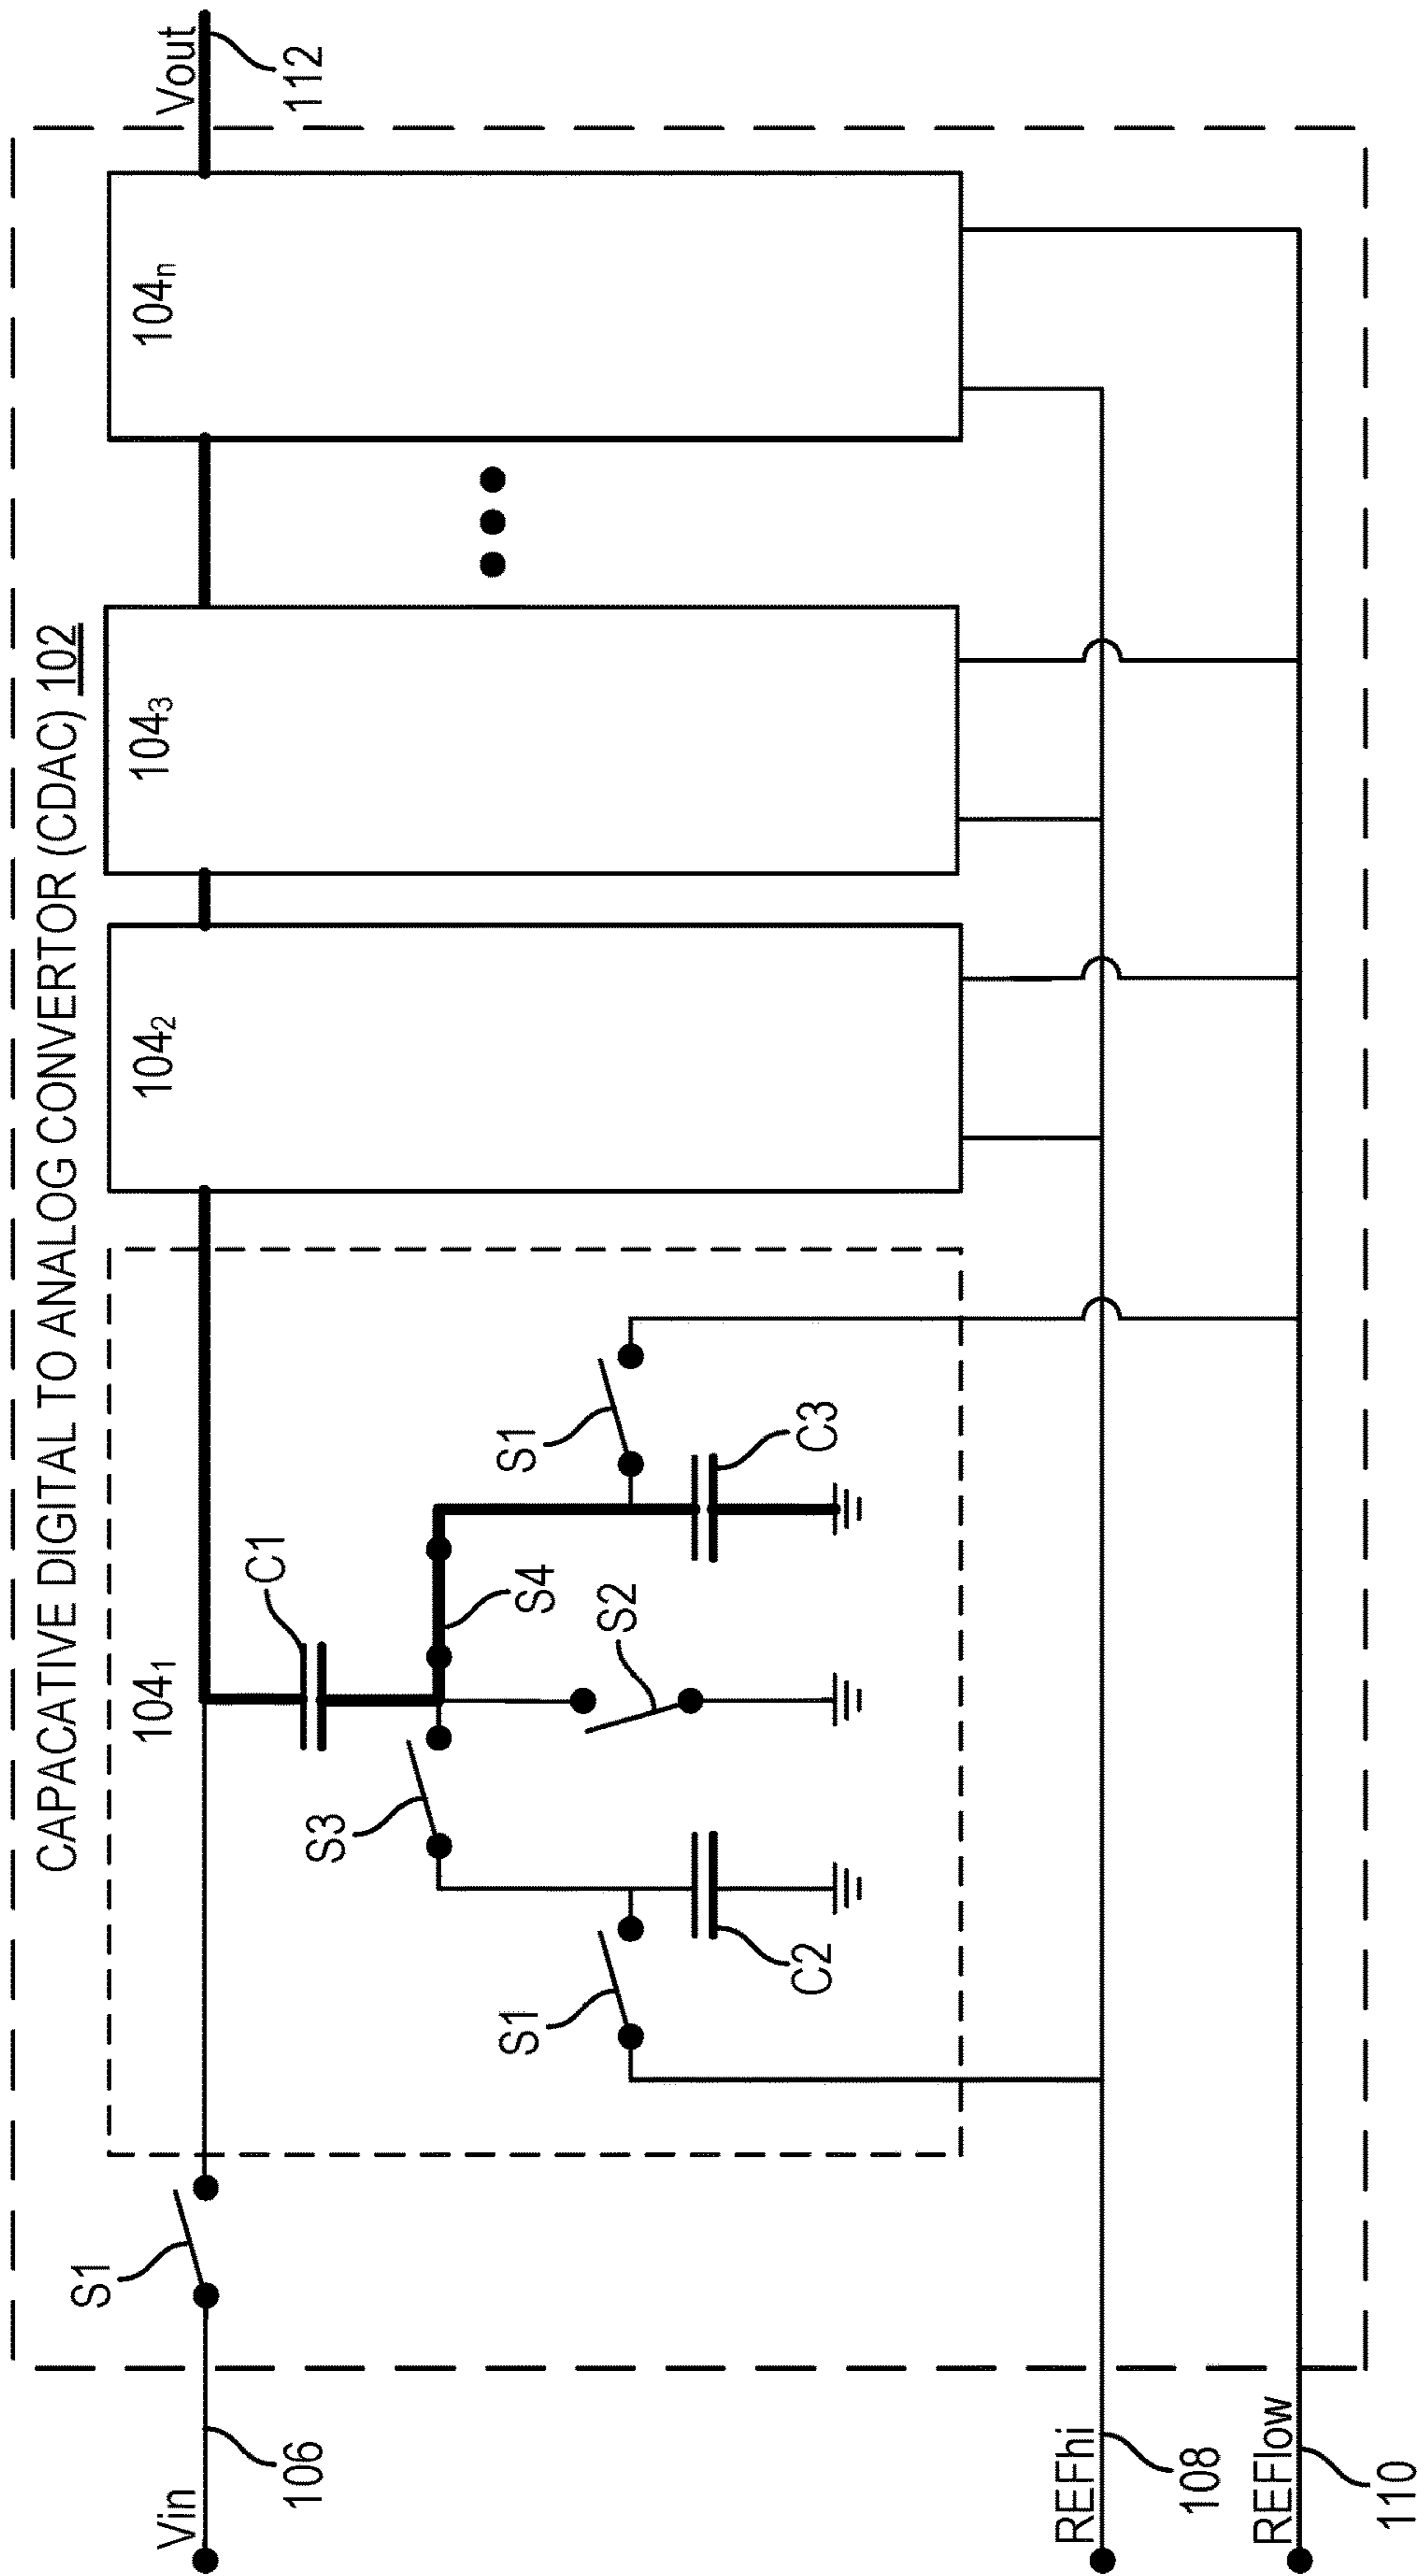 CAPACATIVE DIGITAL TO ANALOG CONVERTOR (CDAC) 102
Vin
106
S1
104₁
C1
S3
S4
S1
S2
S1
C2
C3
104₂
104₃
104ₙ
Vout
112
REFhi
108
REFlow
110